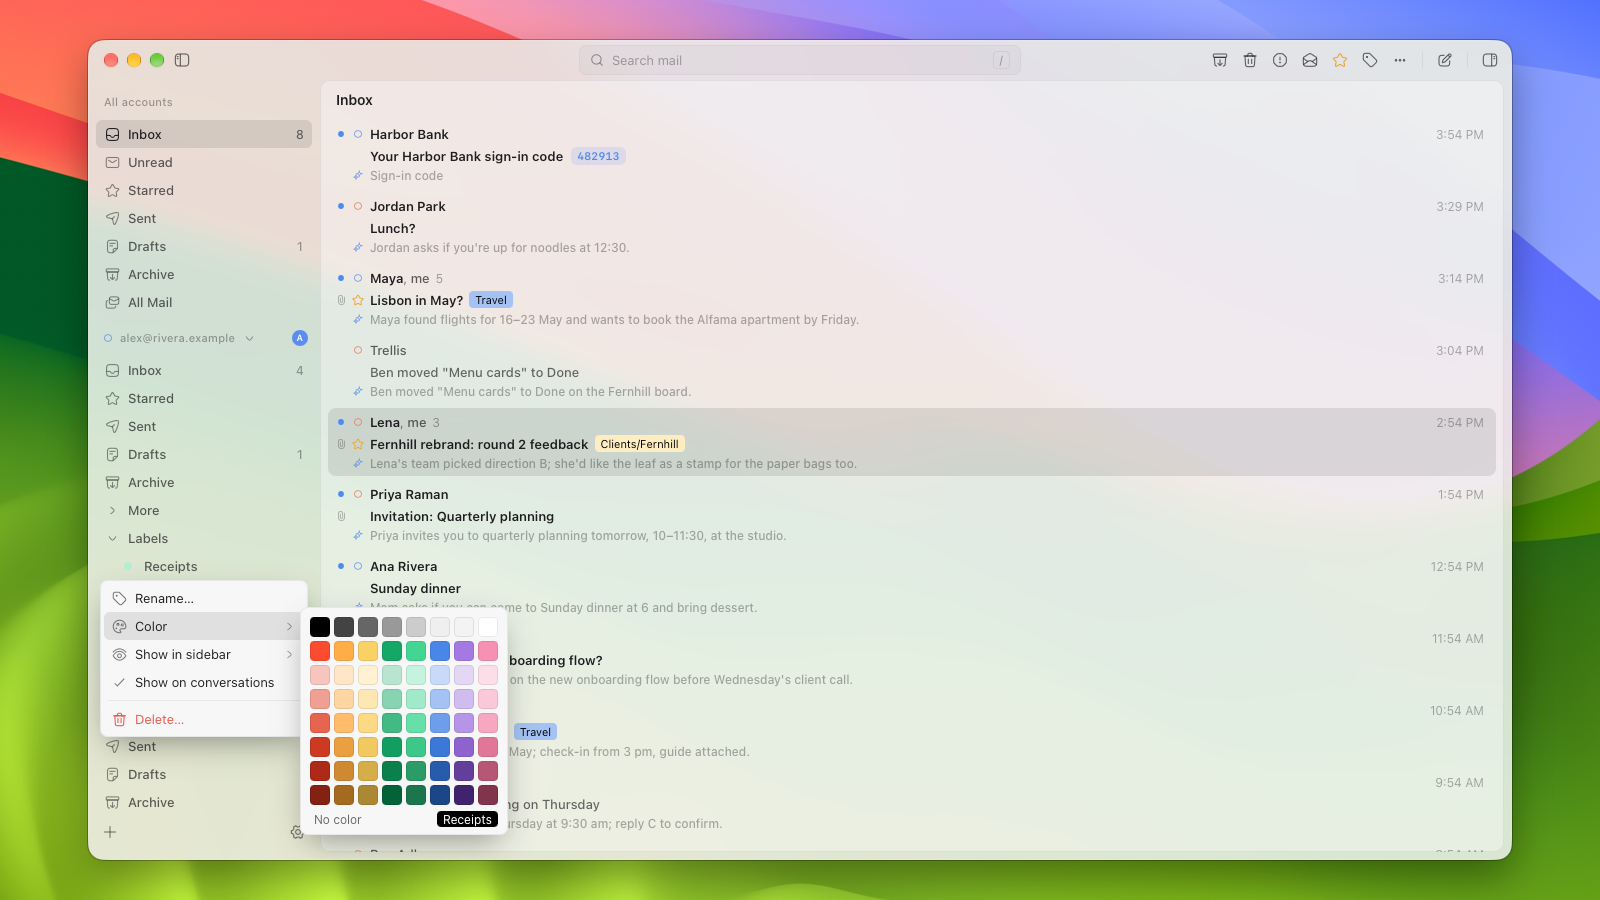 Search mail
/
All accounts
Inbox 8
Unread
Starred
Sent
Drafts 1
Archive
All Mail
alex@rivera.example A
Inbox 4
Starred
Sent
Drafts 1
Archive
More
Labels
Receipts
Rename...
Color
Show in sidebar
Show on conversations
Delete...
Sent
Drafts
Archive
No color Receipts
Inbox
Harbor Bank 3:54 PM
Your Harbor Bank sign-in code 482913
Sign-in code
Jordan Park 3:29 PM
Lunch?
Jordan asks if you're up for noodles at 12:30.
Maya, me 5 3:14 PM
Lisbon in May? Travel
Maya found flights for 16–23 May and wants to book the Alfama apartment by Friday.
Trellis 3:04 PM
Ben moved "Menu cards" to Done
Ben moved "Menu cards" to Done on the Fernhill board.
Lena, me 3 2:54 PM
Fernhill rebrand: round 2 feedback Clients/Fernhill
Lena's team picked direction B; she'd like the leaf as a stamp for the paper bags too.
Priya Raman 1:54 PM
Invitation: Quarterly planning
Priya invites you to quarterly planning tomorrow, 10–11:30, at the studio.
Ana Rivera 12:54 PM
Sunday dinner
Mom asks if you can come to Sunday dinner at 6 and bring dessert.
11:54 AM
boarding flow?
on the new onboarding flow before Wednesday's client call.
10:54 AM
Travel
May; check-in from 3 pm, guide attached.
9:54 AM
ng on Thursday
ursday at 9:30 am; reply C to confirm.